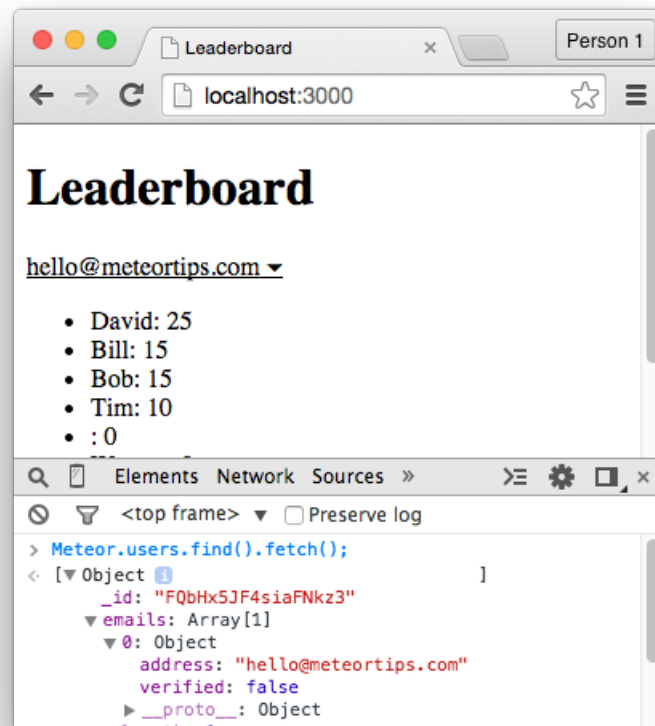 Leaderboard
Person 1
localhost:3000
Leaderboard
hello@meteortips.com
David: 25
Bill: 15
Bob: 15
Tim: 10
: 0
Elements Network Sources »
<top frame> Preserve log
> Meteor.users.find().fetch();
[▼ Object i ]
_id: "FQbHx5JF4siaFNkz3"
▼ emails: Array[1]
▼ 0: Object
address: "hello@meteortips.com"
verified: false
▶ __proto__: Object